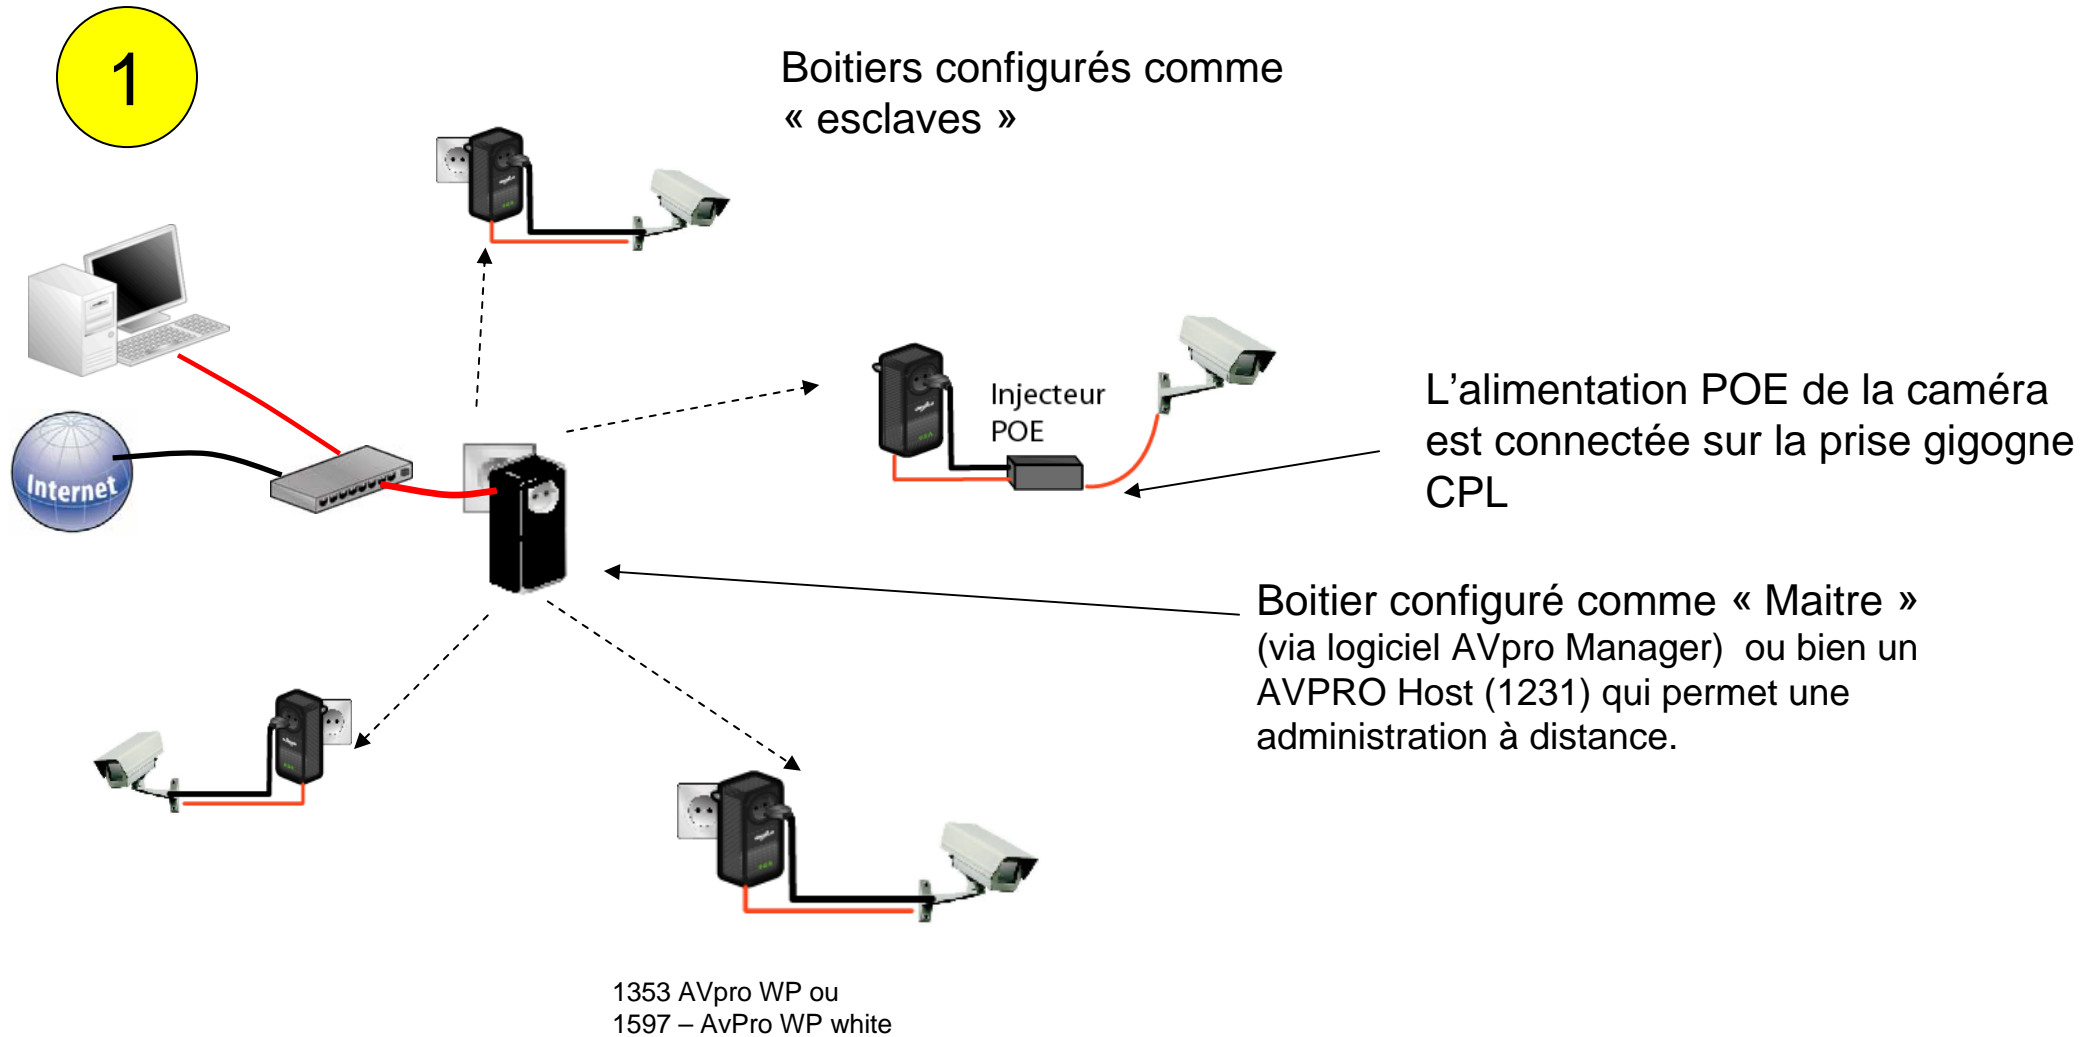 1
Boitiers configurés comme
« esclaves »
Injecteur
POE
L'alimentation POE de la caméra
est connectée sur la prise gigogne
CPL
Internet
Boitier configuré comme « Maitre »
(via logiciel AVpro Manager)  ou bien un
AVPRO Host (1231) qui permet une
administration à distance.
1353 AVpro WP ou
1597 – AvPro WP white